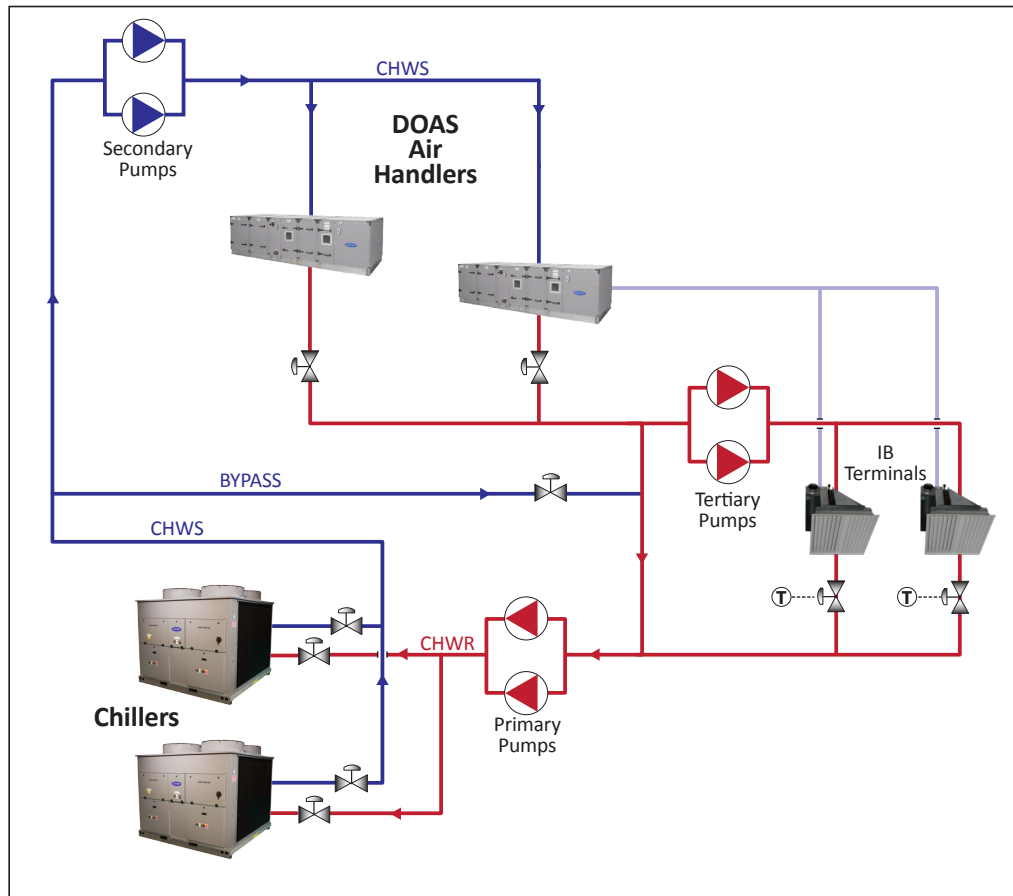 CHWS
DOAS
Air
Handlers
Secondary
Pumps
IB
Terminals
BYPASS
Tertiary
Pumps
CHWS
T
T
CHWR
Chillers
Primary
Pumps